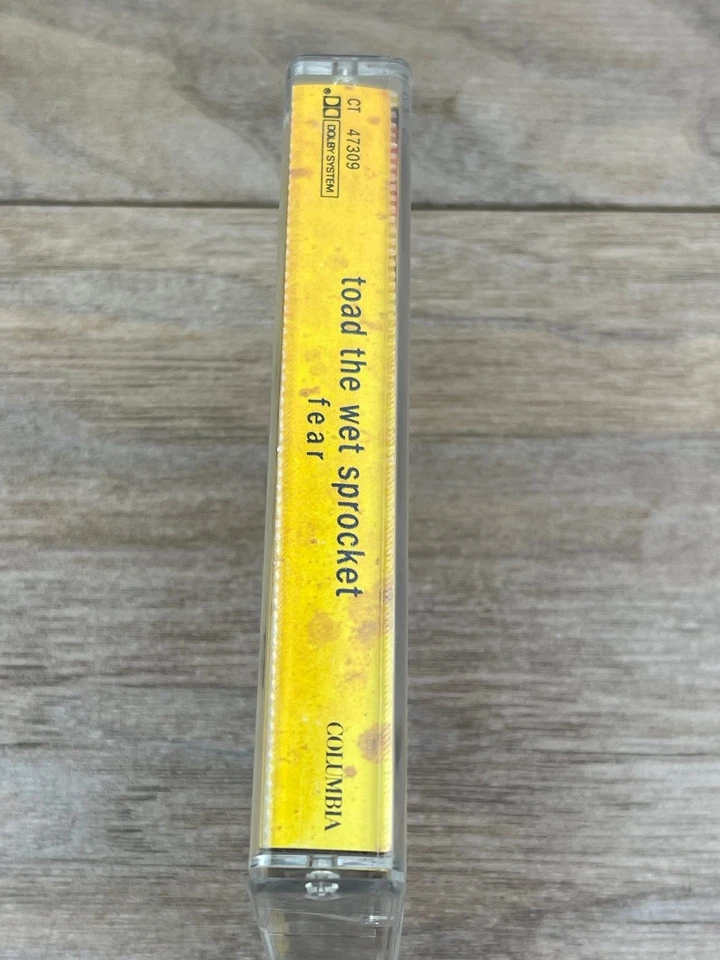 CT 47309
® DOLBY SYSTEM
toad the wet sprocket
fear
COLUMBIA